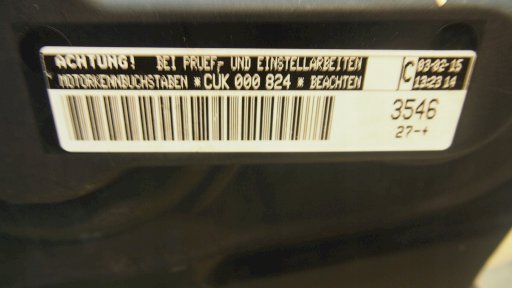 ACHTUNG! BEI PRUEF- UND EINSTELLARBEITEN
MOTORKENNBUCHSTABEN *CUK 000 824* BEACHTEN
C 03-02-15
13:23 14
3546
27-+